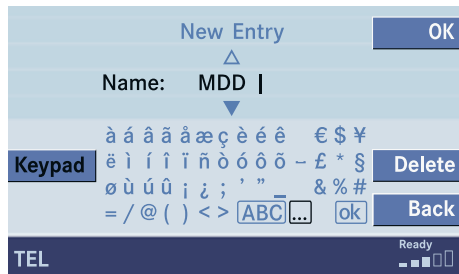 New Entry OK
Name: MDD |
à á â ã å æ ç è é ê € $ ¥
Keypad ë ì í î ï ñ ò ó ô õ – £ * § Delete
ø ù ú û ¡ ¿ ; ' " _ & % #
= / @ ( ) < > ABC ... ok Back
TEL Ready